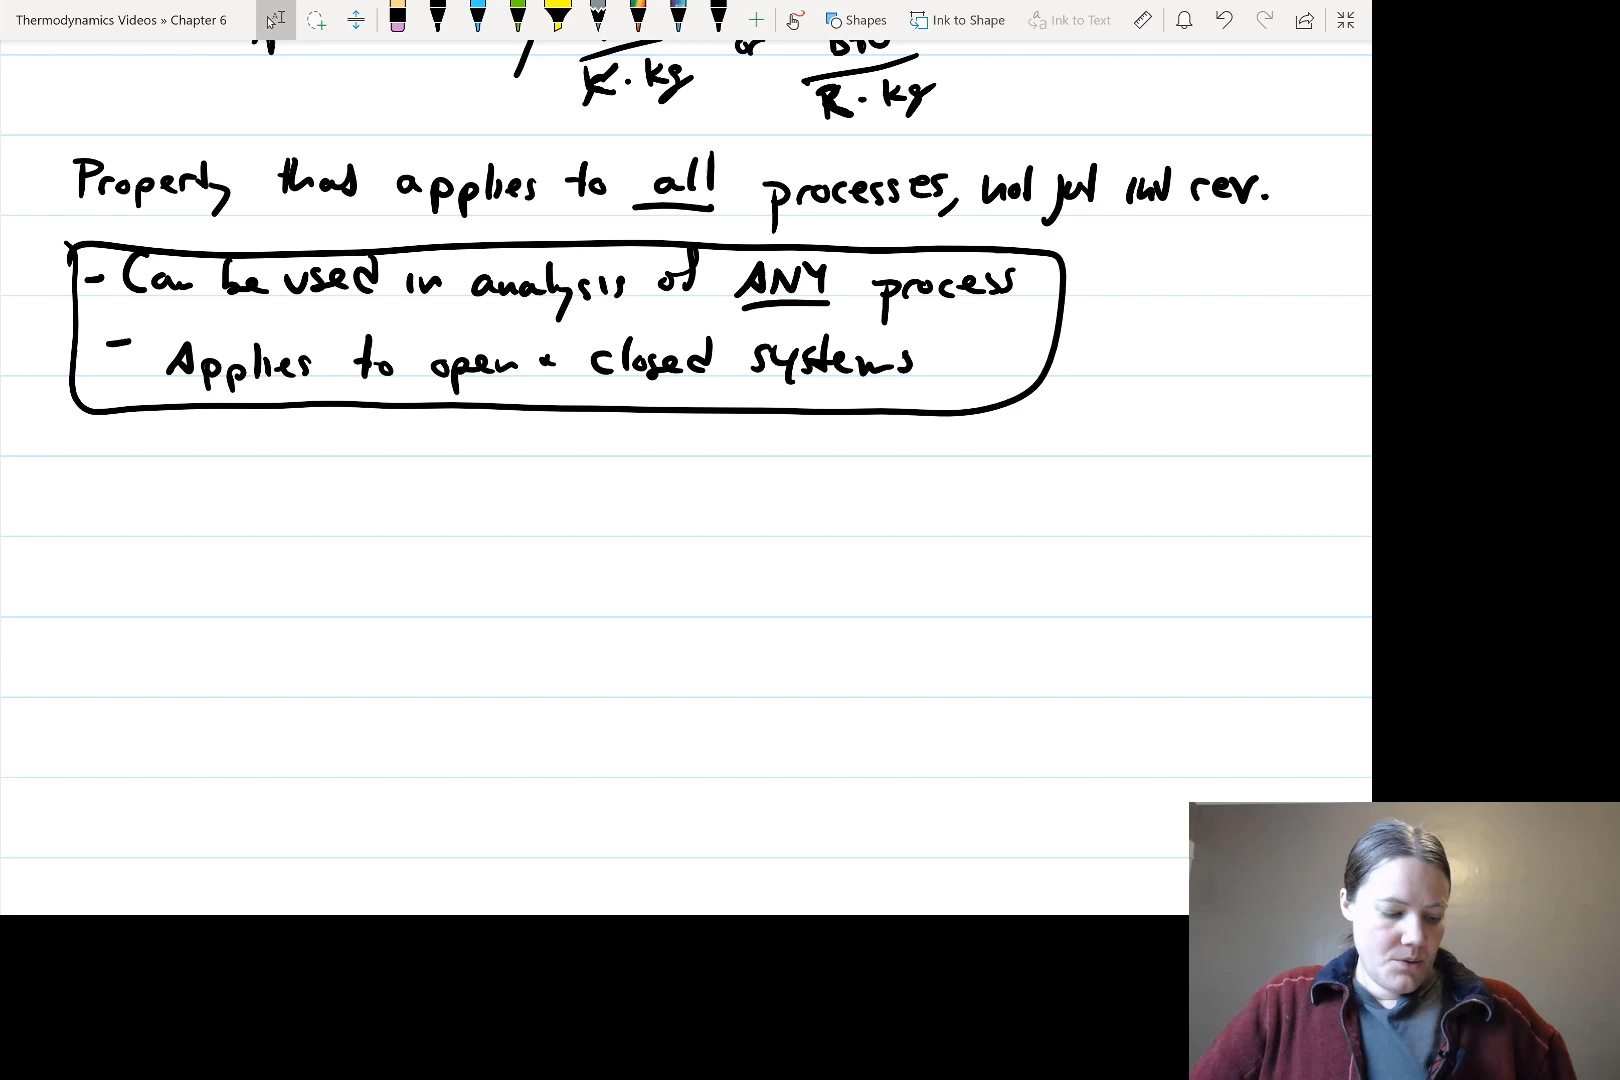 Thermodynamics Videos » Chapter 6
Shapes
Ink to Shape
Ink to Text
or
K · kg
R · kg
Property that applies to all processes, not just int rev.
- Can be used in analysis of ANY process
- Applies to open & closed systems